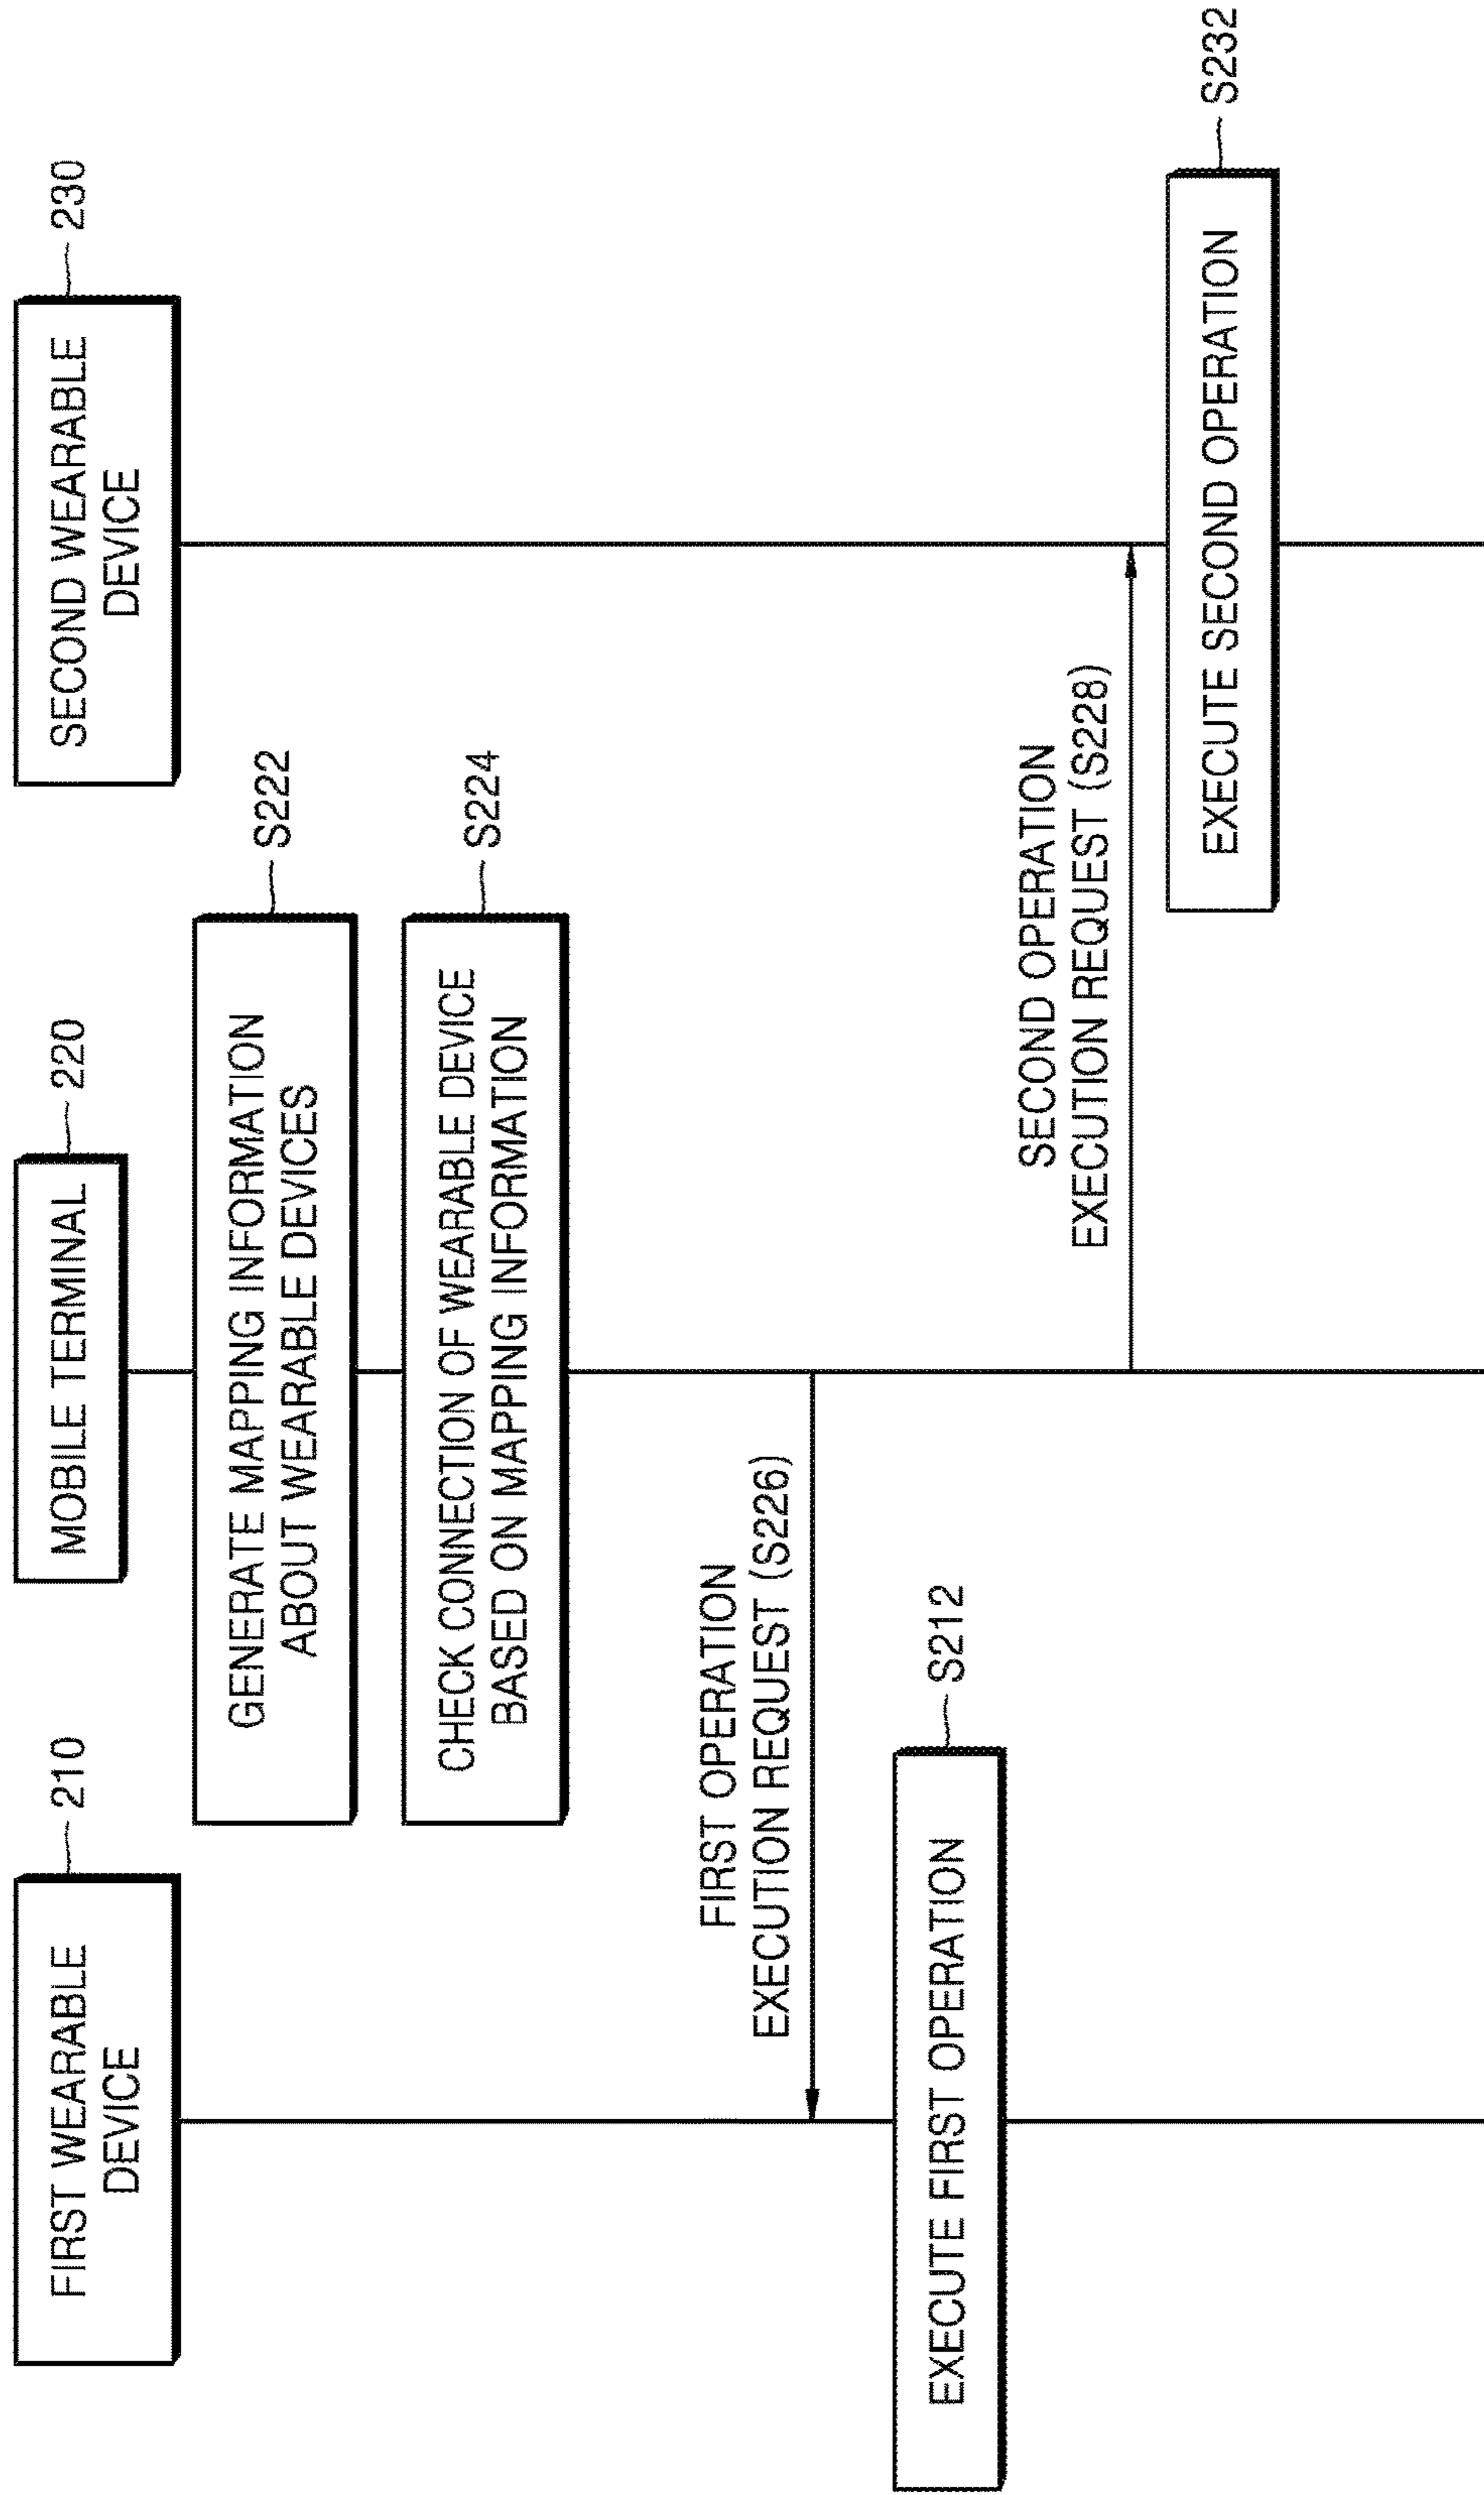 FIRST WEARABLE
DEVICE
210
MOBILE TERMINAL
220
SECOND WEARABLE
DEVICE
230
GENERATE MAPPING INFORMATION
ABOUT WEARABLE DEVICES
S222
CHECK CONNECTION OF WEARABLE DEVICE
BASED ON MAPPING INFORMATION
S224
FIRST OPERATION
EXECUTION REQUEST (S226)
EXECUTE FIRST OPERATION
S212
SECOND OPERATION
EXECUTION REQUEST (S228)
EXECUTE SECOND OPERATION
S232